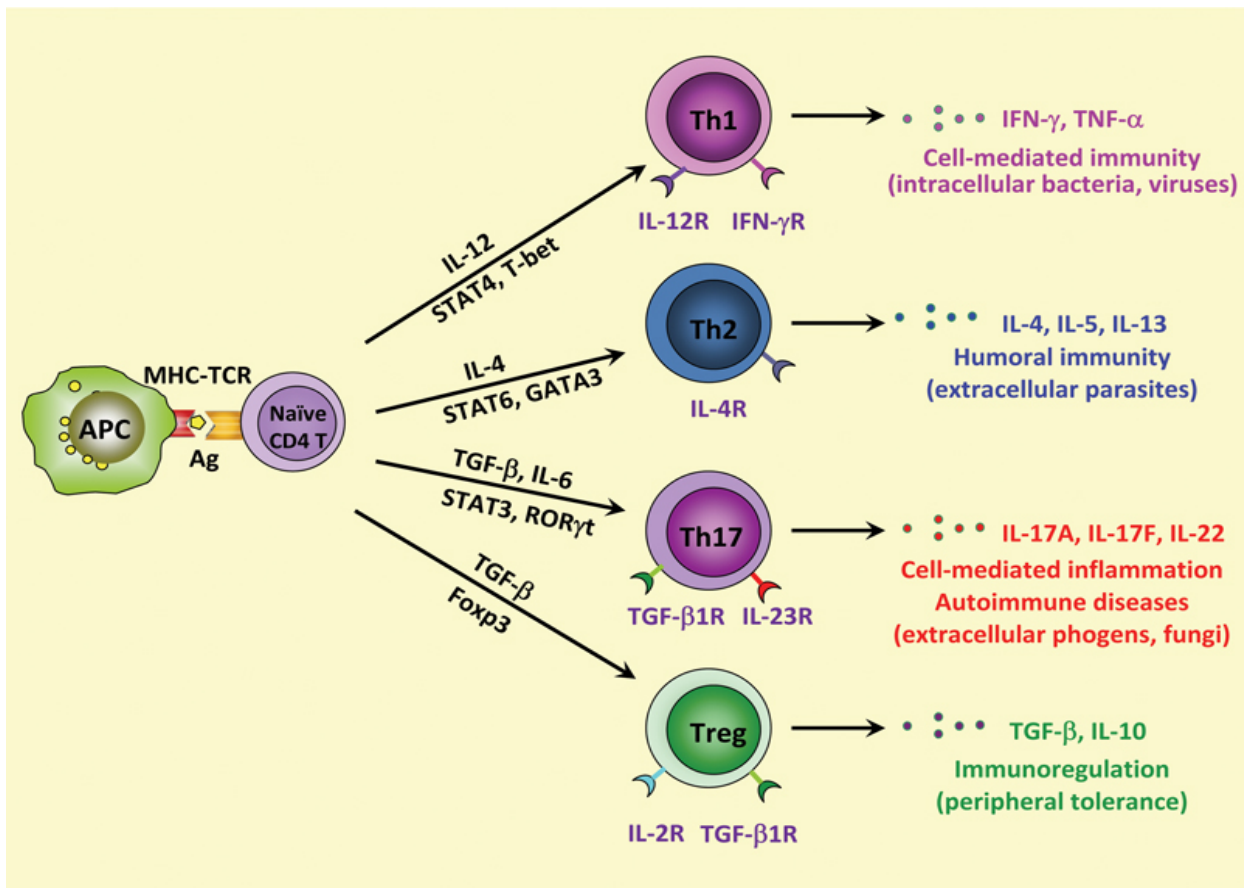 MHC-TCR
APC
Ag
Naïve
CD4 T
IL-12
STAT4, T-bet
IL-4
STAT6, GATA3
TGF-β, IL-6
STAT3, RORγt
TGF-β
Foxp3
Th1
IL-12R IFN-γR
IFN-γ, TNF-α
Cell-mediated immunity
(intracellular bacteria, viruses)
Th2
IL-4R
IL-4, IL-5, IL-13
Humoral immunity
(extracellular parasites)
Th17
TGF-β1R IL-23R
IL-17A, IL-17F, IL-22
Cell-mediated inflammation
Autoimmune diseases
(extracellular phogens, fungi)
Treg
IL-2R TGF-β1R
TGF-β, IL-10
Immunoregulation
(peripheral tolerance)